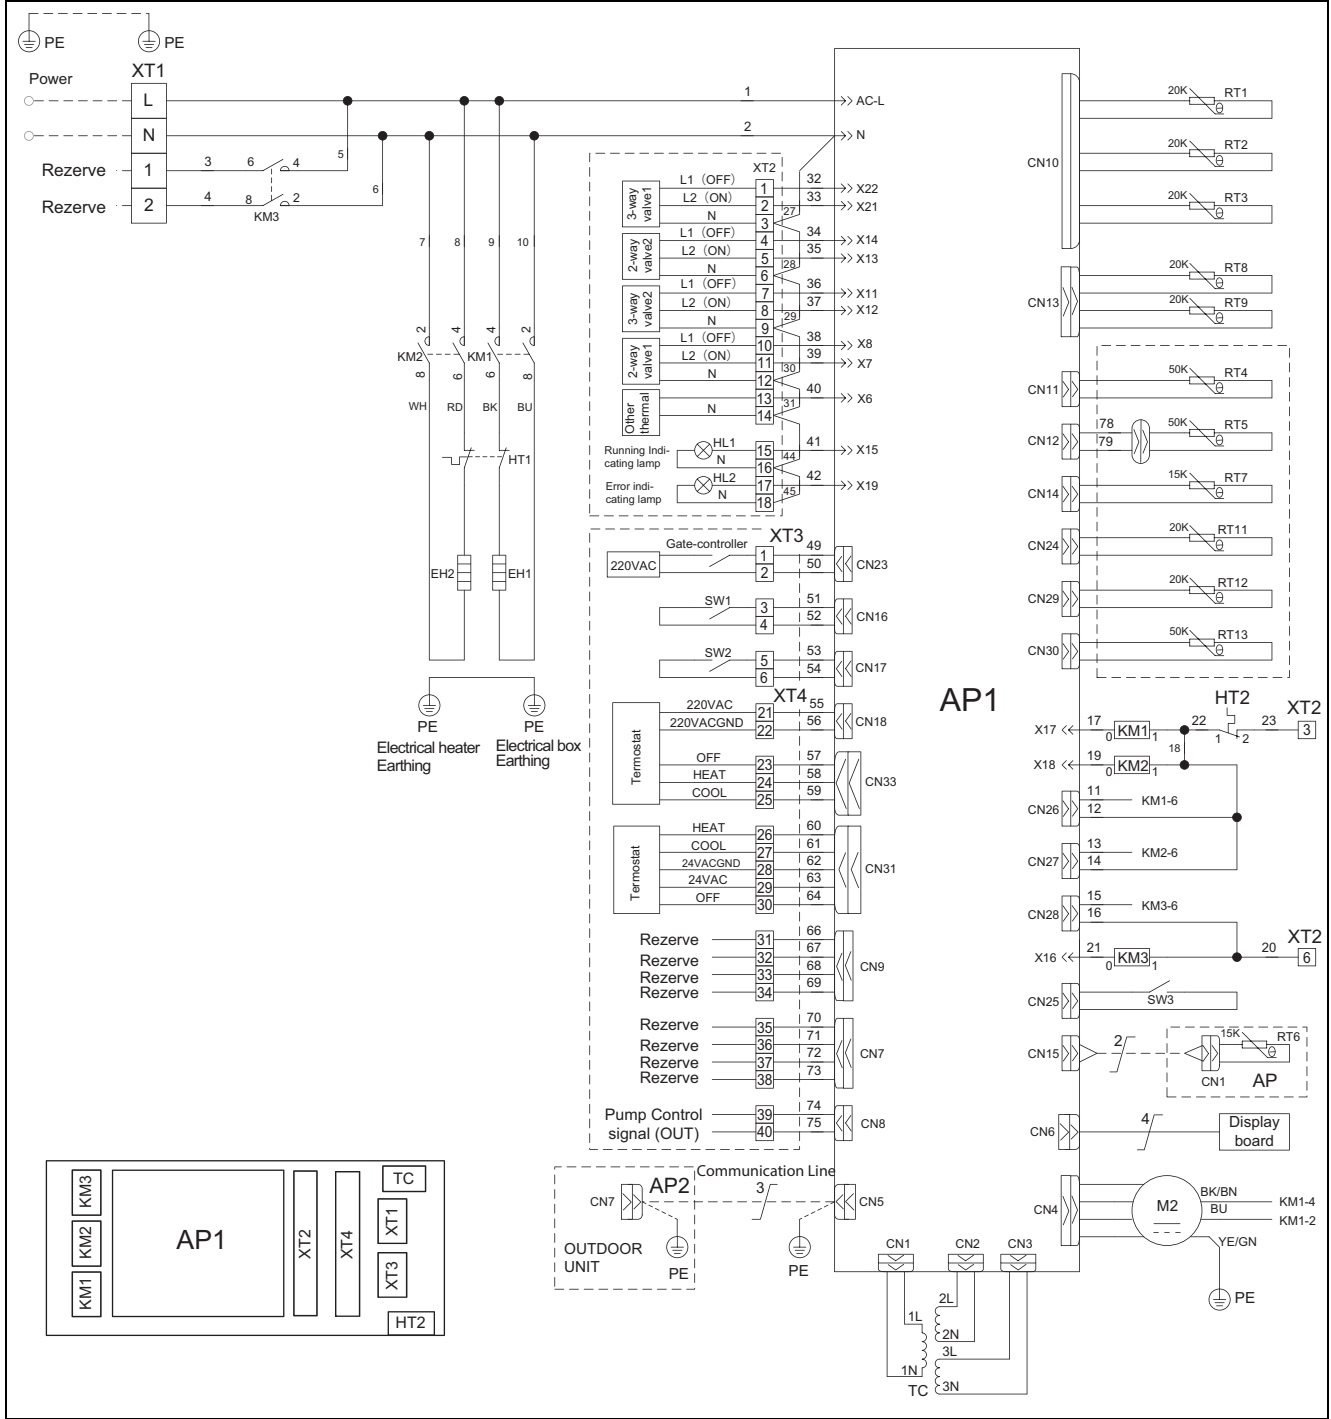 PE
PE
Power
XT1
L
N
1
2
Rezerve
Rezerve
1
AC-L
2
N
3
6
4
5
4
8
2
6
KM3
7
8
9
10
2
4
4
2
KM2
KM1
8
6
6
8
WH
RD
BK
BU
HT1
EH2
EH1
PE
Electrical heater
Earthing
PE
Electrical box
Earthing
XT2
3-way
valve1
L1 (OFF)
1
32
X22
L2 (ON)
2
33
X21
N
3
27
2-way
valve2
L1 (OFF)
4
34
X14
L2 (ON)
5
35
X13
N
6
28
3-way
valve2
L1 (OFF)
7
36
X11
L2 (ON)
8
37
X12
N
9
29
2-way
valve1
L1 (OFF)
10
38
X8
L2 (ON)
11
39
X7
N
12
30
Other
thermal
13
40
X6
N
14
31
Running Indi-
cating lamp
HL1
15
41
X15
N
16
44
Error indi-
cating lamp
HL2
17
42
X19
N
18
45
XT3
Gate-controller
220VAC
1
49
2
50
CN23
SW1
3
51
4
52
CN16
SW2
5
53
6
54
CN17
XT4
Termostat
220VAC
21
55
220VACGND
22
56
CN18
OFF
23
57
HEAT
24
58
COOL
25
59
CN33
Termostat
HEAT
26
60
COOL
27
61
24VACGND
28
62
24VAC
29
63
OFF
30
64
CN31
Rezerve
31
66
Rezerve
32
67
Rezerve
33
68
Rezerve
34
69
CN9
Rezerve
35
70
Rezerve
36
71
Rezerve
37
72
Rezerve
38
73
CN7
Pump Control
signal (OUT)
39
74
40
75
CN8
CN7
AP2
Communication Line
3
CN5
OUTDOOR
UNIT
PE
PE
AP1
CN10
20K
RT1
20K
RT2
20K
RT3
CN13
20K
RT8
20K
RT9
CN11
50K
RT4
CN12
78
79
50K
RT5
CN14
15K
RT7
CN24
20K
RT11
CN29
20K
RT12
CN30
50K
RT13
HT2
XT2
X17
17
0
KM1
1
22
1
2
23
3
18
X18
19
0
KM2
1
CN26
11
KM1-6
12
CN27
13
KM2-6
14
CN28
15
KM3-6
16
XT2
X16
21
0
KM3
1
20
6
CN25
SW3
CN15
2
15K
RT6
CN1
AP
CN6
4
Display
board
CN4
M2
BK/BN
KM1-4
BU
KM1-2
YE/GN
PE
CN1
CN2
CN3
1L
1N
2L
2N
3L
3N
TC
KM3
KM2
KM1
AP1
XT2
XT4
TC
XT1
XT3
HT2